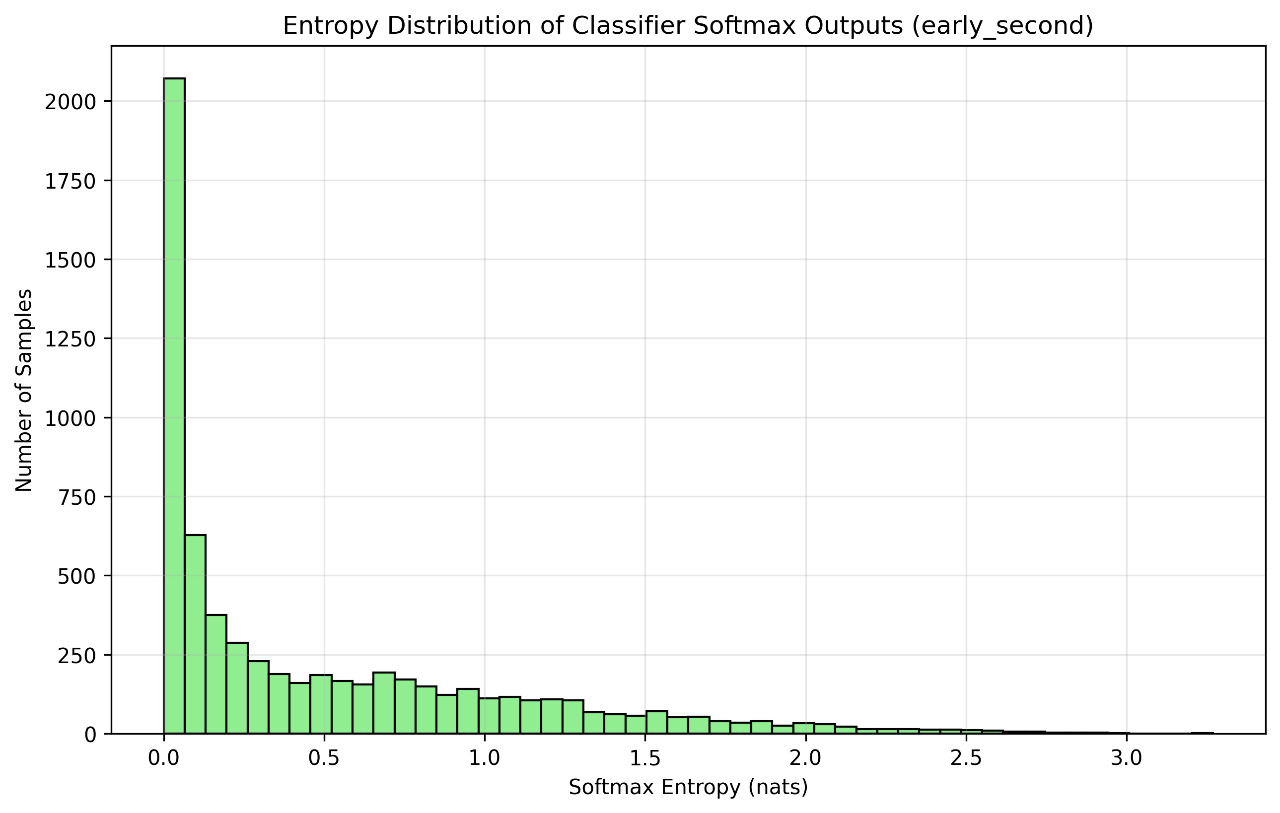 Entropy Distribution of Classifier Softmax Outputs (early_second)
2000
1750
1500
1250
1000
750
500
250
0
Number of Samples
0.0 0.5 1.0 1.5 2.0 2.5 3.0
Softmax Entropy (nats)